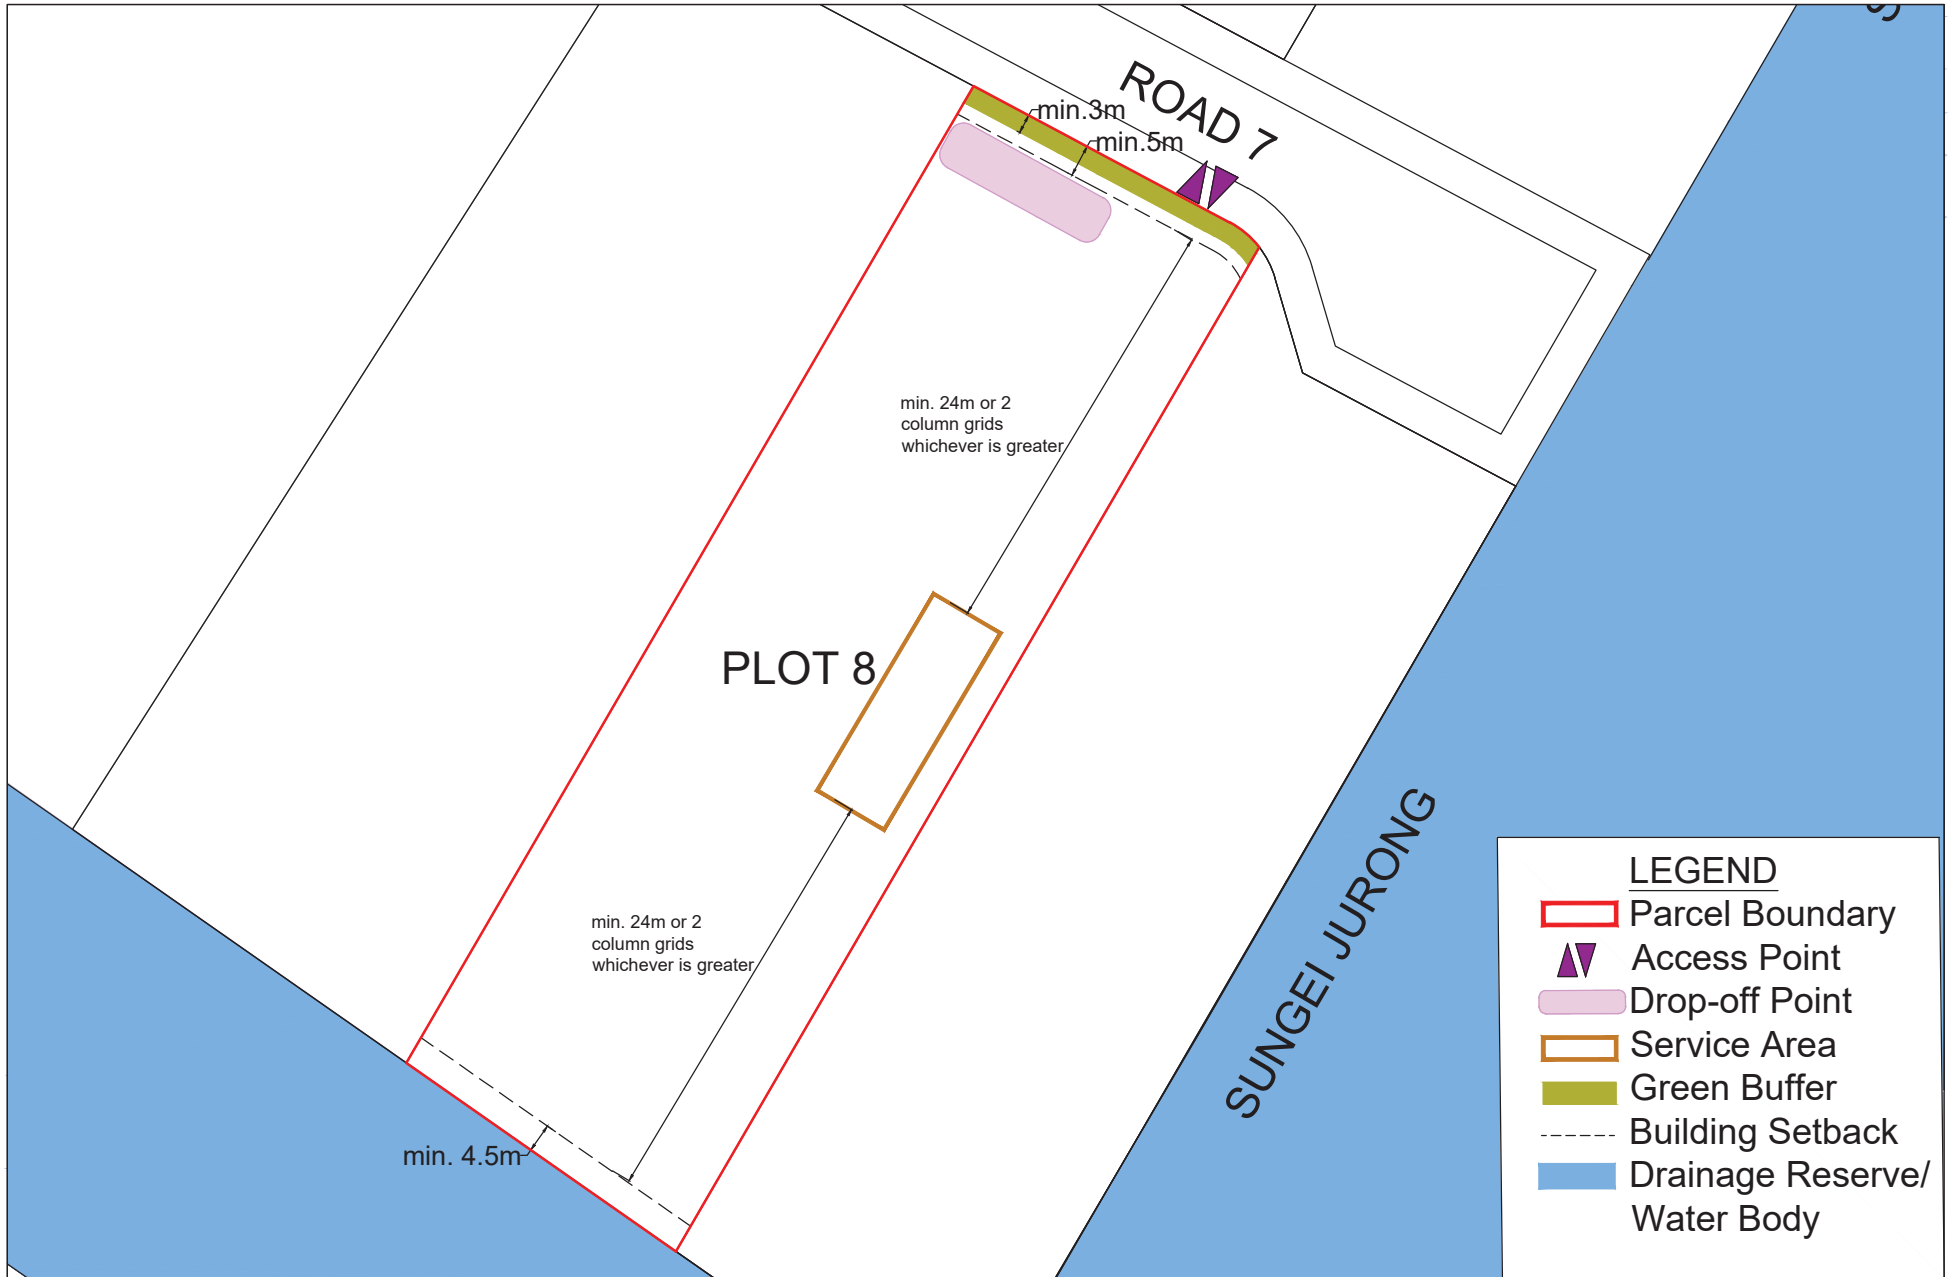 ROAD 7
min.3m
min.5m
min. 24m or 2
column grids
whichever is greater
PLOT 8
min. 24m or 2
column grids
whichever is greater
min. 4.5m
SUNGEI JURONG
LEGEND
Parcel Boundary
Access Point
Drop-off Point
Service Area
Green Buffer
Building Setback
Drainage Reserve/
Water Body